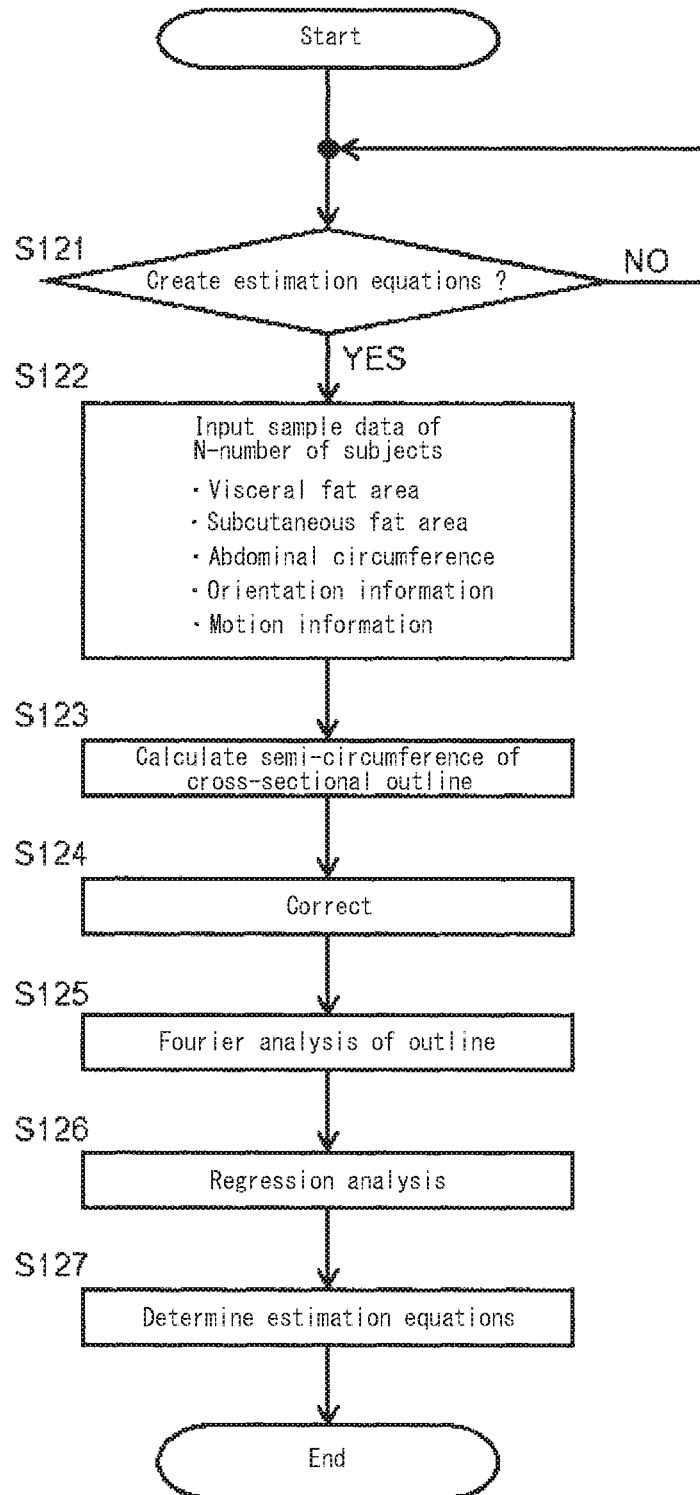 Start
S121
Create estimation equations ?
NO
YES
S122
Input sample data of
N-number of subjects
・Visceral fat area
・Subcutaneous fat area
・Abdominal circumference
・Orientation information
・Motion information
S123
Calculate semi-circumference of
cross-sectional outline
S124
Correct
S125
Fourier analysis of outline
S126
Regression analysis
S127
Determine estimation equations
End